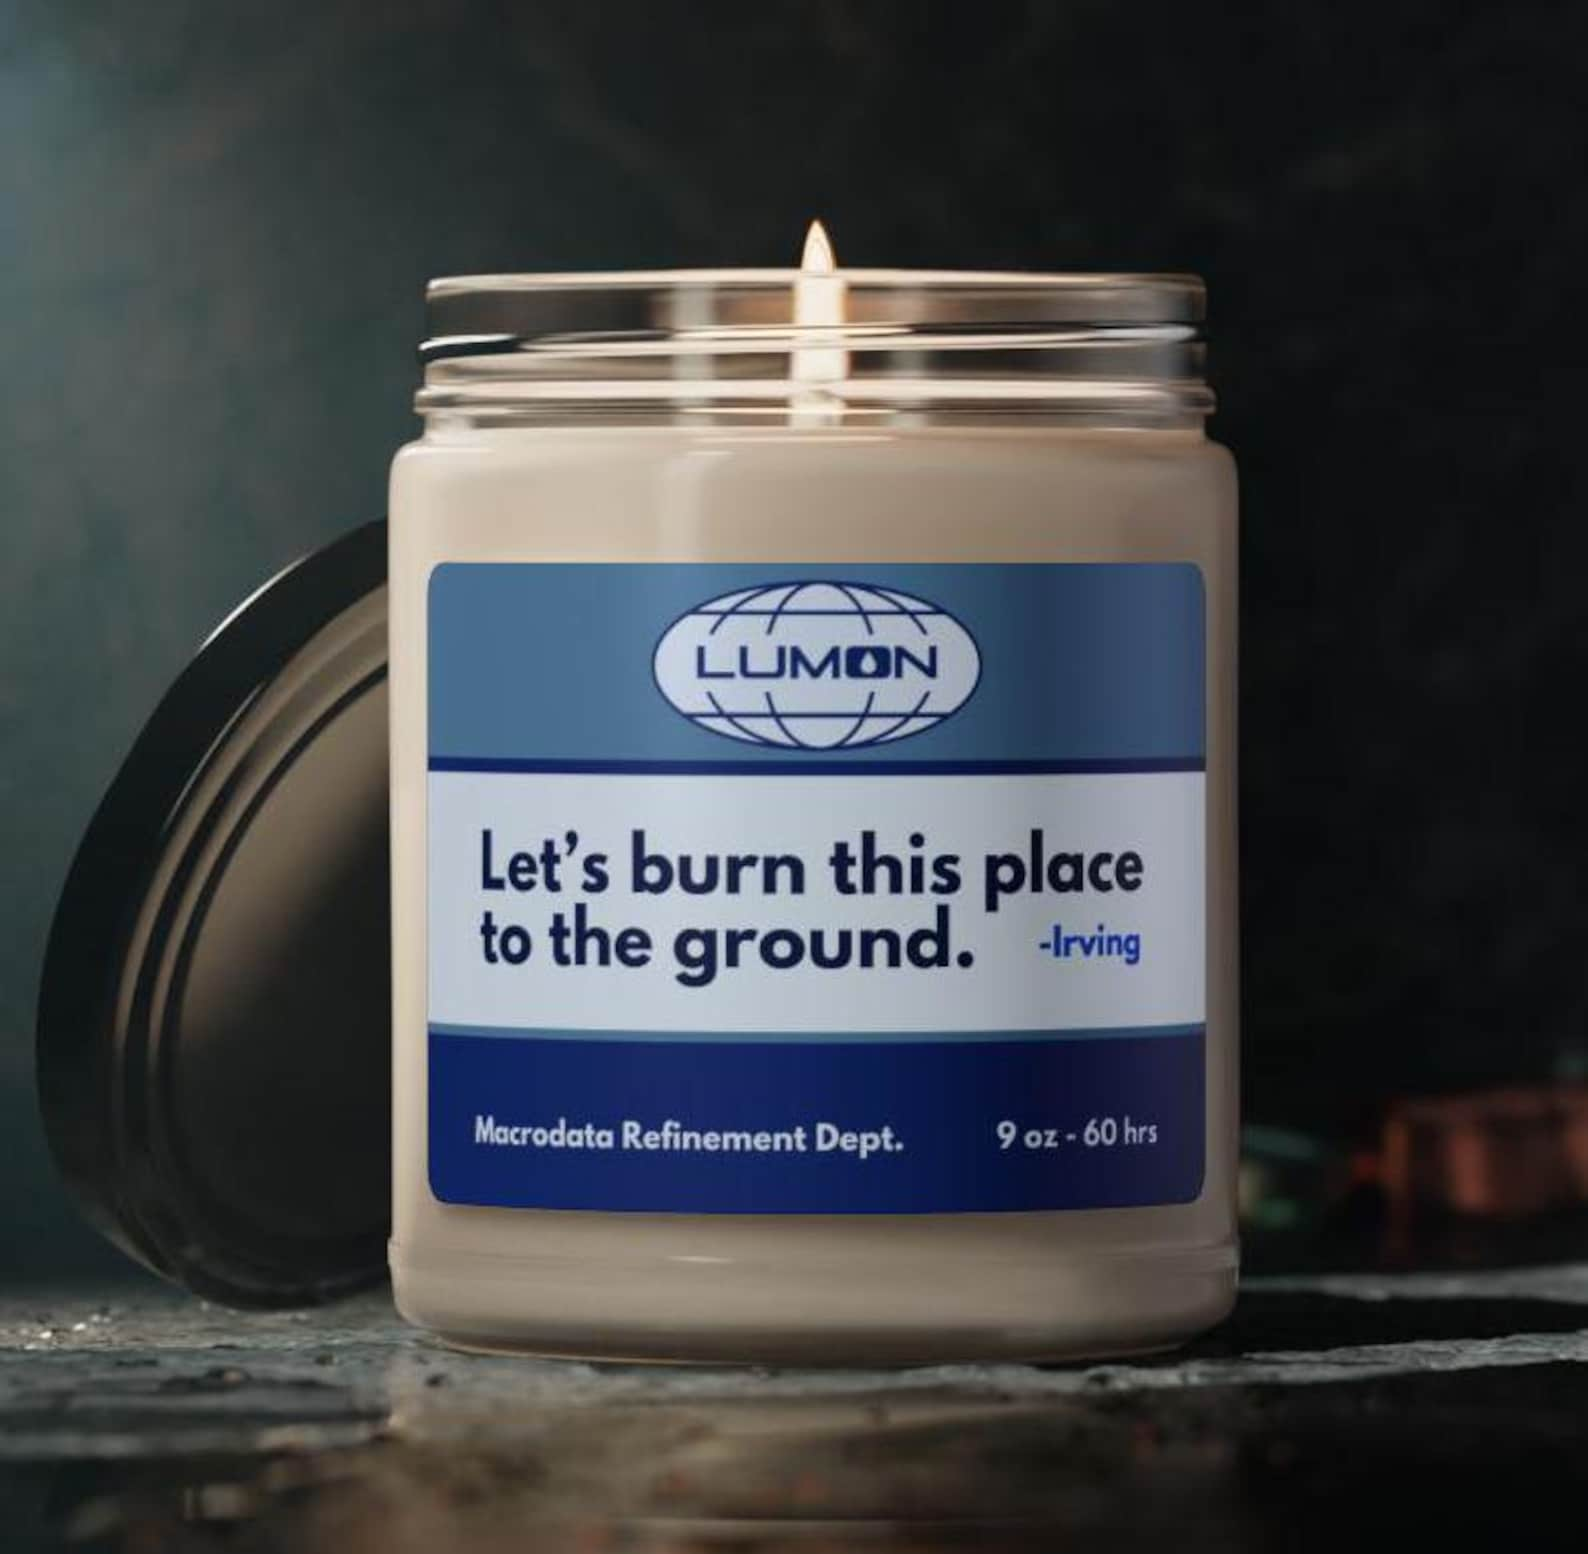 LUMON
Let’s burn this place
to the ground.
-Irving
Macrodata Refinement Dept.
9 oz - 60 hrs